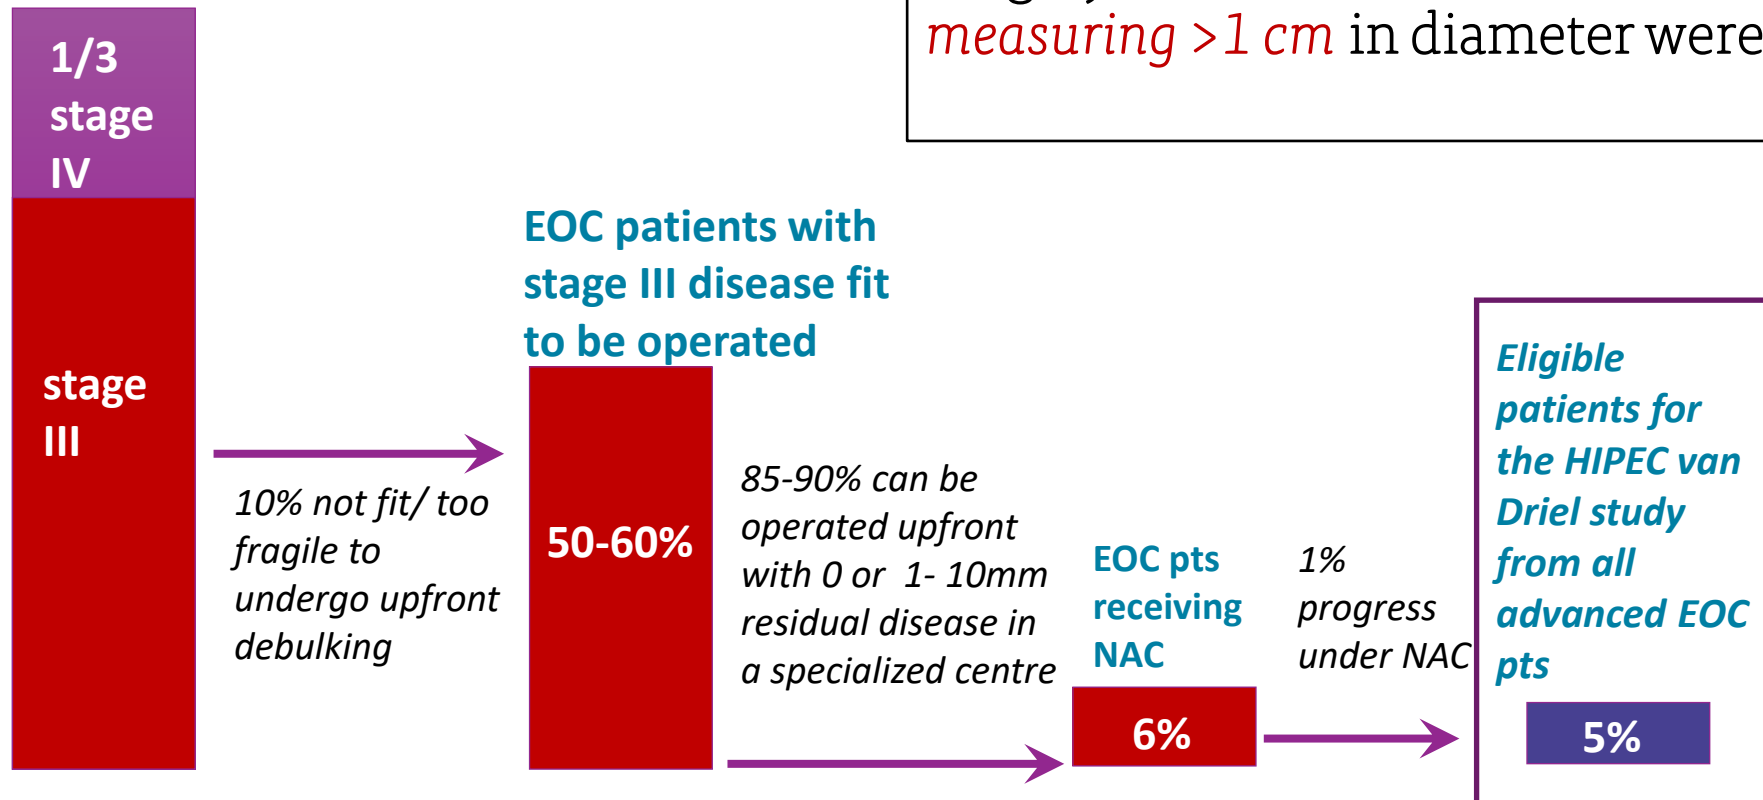 measuring >1 cm in diameter were
1/3
stage
IV
stage
III
10% not fit/ too
fragile to
undergo upfront
debulking
EOC patients with
stage III disease fit
to be operated
50-60%
85-90% can be
operated upfront
with 0 or 1- 10mm
residual disease in
a specialized centre
EOC pts
receiving
NAC
6%
1%
progress
under NAC
Eligible
patients for
the HIPEC van
Driel study
from all
advanced EOC
pts
5%